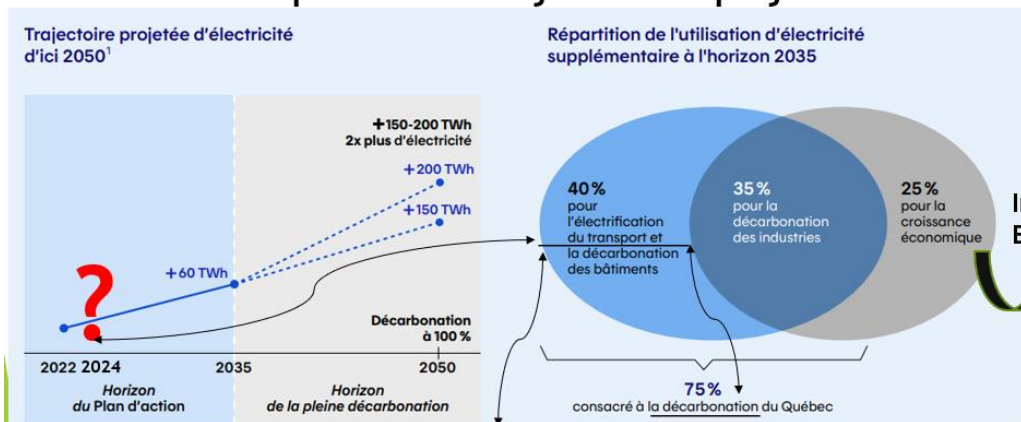 Trajectoire projetée d'électricité
d'ici 2050¹
+150-200 TWh
2x plus d'électricité
+200 TWh
+150 TWh
+60 TWh
?
Décarbonation
à 100 %
2022 2024 2035 2050
Horizon
du Plan d'action
Horizon
de la pleine décarbonation
Répartition de l'utilisation d'électricité
supplémentaire à l'horizon 2035
40 %
pour
l'électrification
du transport et
la décarbonation
des bâtiments
35 %
pour la
décarbonation
des industries
25 %
pour la
croissance
économique
75 %
consacré à la décarbonation du Québec